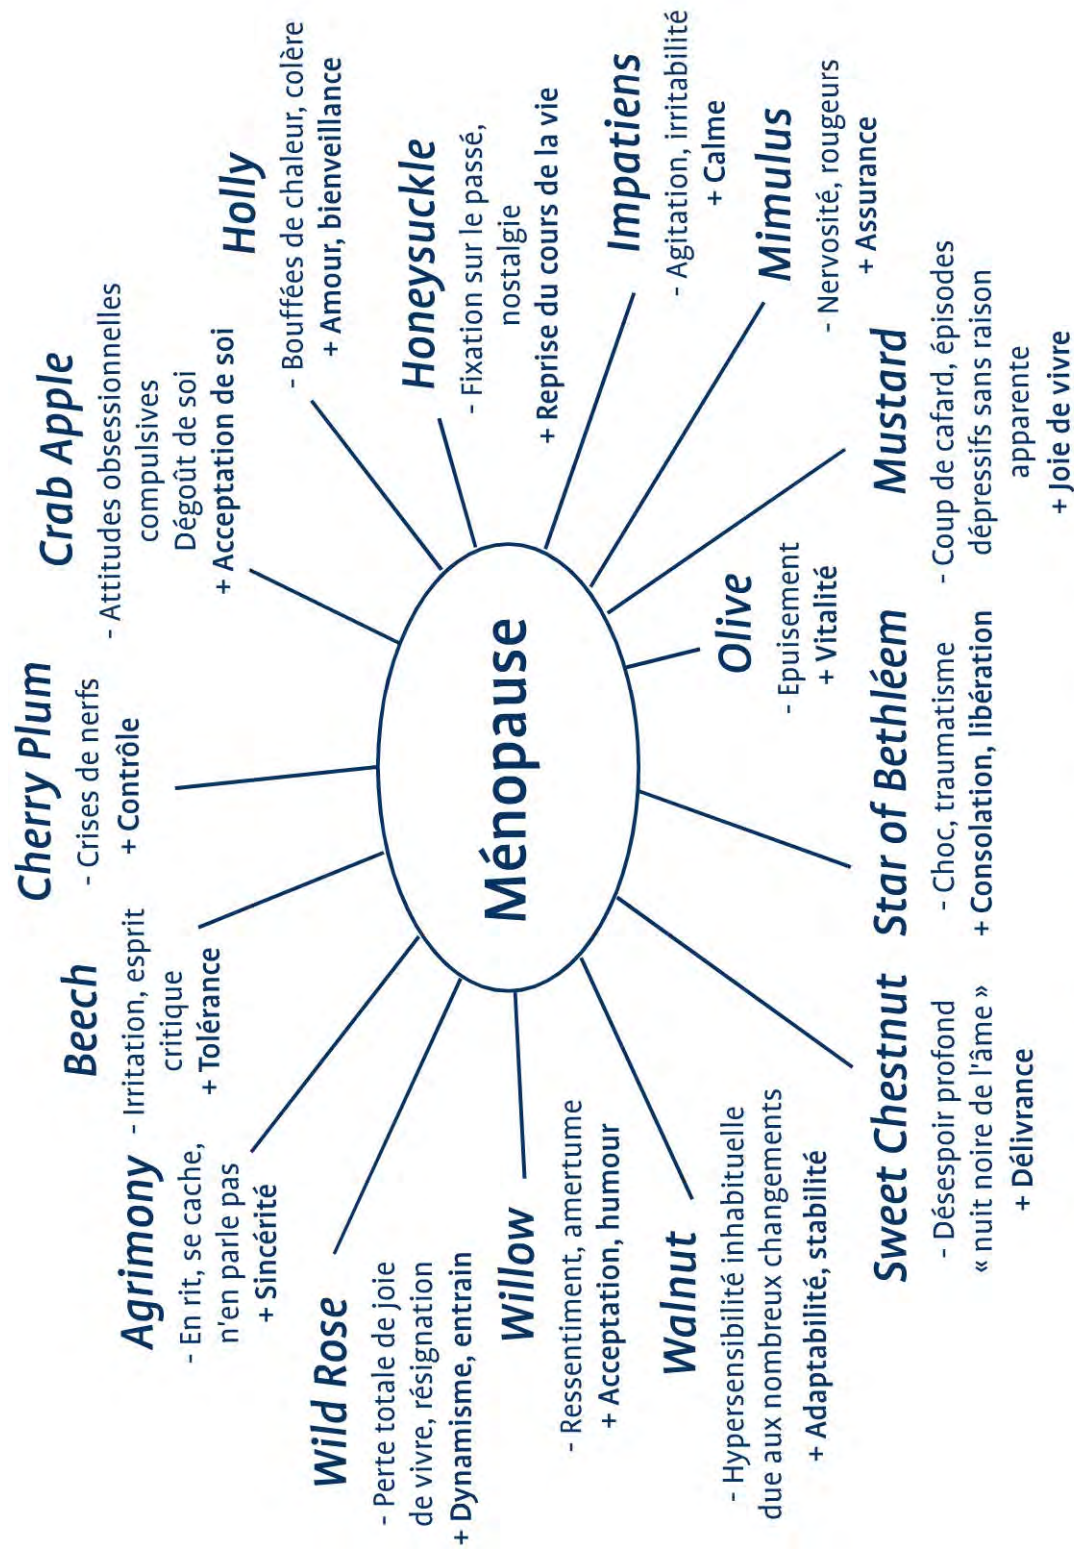 Ménopause
Cherry Plum
- Crises de nerfs
+ Contrôle
Crab Apple
- Attitudes obsessionnelles
compulsives
Dégoût de soi
+ Acceptation de soi
Holly
- Bouffées de chaleur, colère
+ Amour, bienveillance
Honeysuckle
- Fixation sur le passé,
nostalgie
+ Reprise du cours de la vie
Impatiens
- Agitation, irritabilité
+ Calme
Mimulus
- Nervosité, rougeurs
+ Assurance
Mustard
- Coup de cafard, épisodes
dépressifs sans raison
apparente
+ Joie de vivre
Olive
- Epuisement
+ Vitalité
Star of Bethléem
- Choc, traumatisme
+ Consolation, libération
Sweet Chestnut
- Désespoir profond
« nuit noire de l'âme »
+ Délivrance
Walnut
- Hypersensibilité inhabituelle
due aux nombreux changements
+ Adaptabilité, stabilité
Willow
- Ressentiment, amertume
+ Acceptation, humour
Wild Rose
- Perte totale de joie
de vivre, résignation
+ Dynamisme, entrain
Agrimony
- En rit, se cache,
n'en parle pas
+ Sincérité
Beech
- Irritation, esprit
critique
+ Tolérance